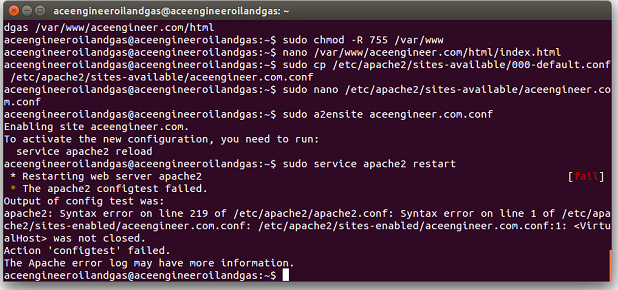 aceengineeroilandgas@aceengineeroilandgas: ~
dgas /var/www/aceengineer.com/html
aceengineeroilandgas@aceengineeroilandgas:~$ sudo chmod -R 755 /var/www
aceengineeroilandgas@aceengineeroilandgas:~$ nano /var/www/aceengineer.com/html/index.html
aceengineeroilandgas@aceengineeroilandgas:~$ sudo cp /etc/apache2/sites-available/000-default.conf
/etc/apache2/sites-available/aceengineer.com.conf
aceengineeroilandgas@aceengineeroilandgas:~$ sudo nano /etc/apache2/sites-available/aceengineer.co
m.conf
aceengineeroilandgas@aceengineeroilandgas:~$ sudo a2ensite aceengineer.com.conf
Enabling site aceengineer.com.
To activate the new configuration, you need to run:
  service apache2 reload
aceengineeroilandgas@aceengineeroilandgas:~$ sudo service apache2 restart
 * Restarting web server apache2 [fail]
 * The apache2 configtest failed.
Output of config test was:
apache2: Syntax error on line 219 of /etc/apache2/apache2.conf: Syntax error on line 1 of /etc/apa
che2/sites-enabled/aceengineer.com.conf: /etc/apache2/sites-enabled/aceengineer.com.conf:1: <Virtu
alHost> was not closed.
Action 'configtest' failed.
The Apache error log may have more information.
aceengineeroilandgas@aceengineeroilandgas:~$